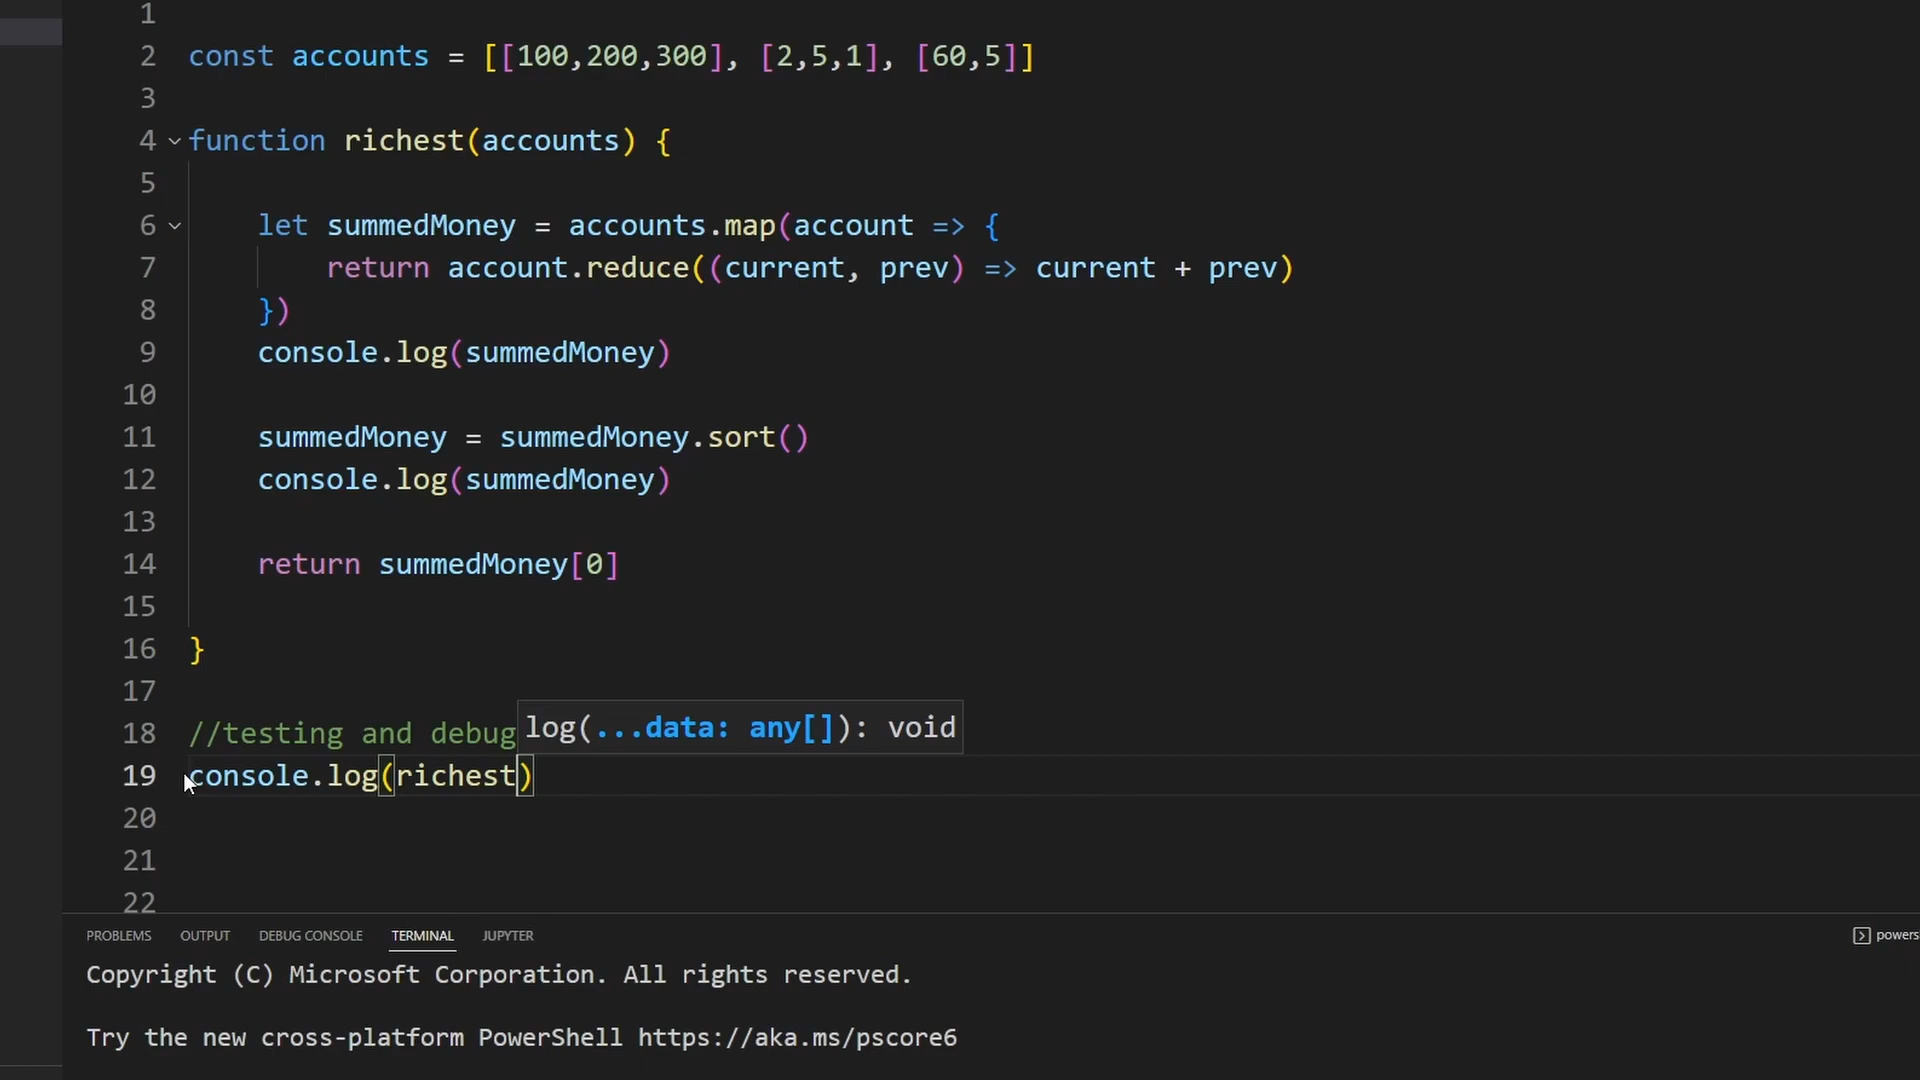 1
2 const accounts = [[100,200,300], [2,5,1], [60,5]]
3
4 function richest(accounts) {
5
6 let summedMoney = accounts.map(account => {
7 return account.reduce((current, prev) => current + prev)
8 })
9 console.log(summedMoney)
10
11 summedMoney = summedMoney.sort()
12 console.log(summedMoney)
13
14 return summedMoney[0]
15
16 }
17
18 //testing and debug
log(...data: any[]): void
19 console.log(richest)
20
21
22
PROBLEMS OUTPUT DEBUG CONSOLE TERMINAL JUPYTER powers
Copyright (C) Microsoft Corporation. All rights reserved.
Try the new cross-platform PowerShell https://aka.ms/pscore6